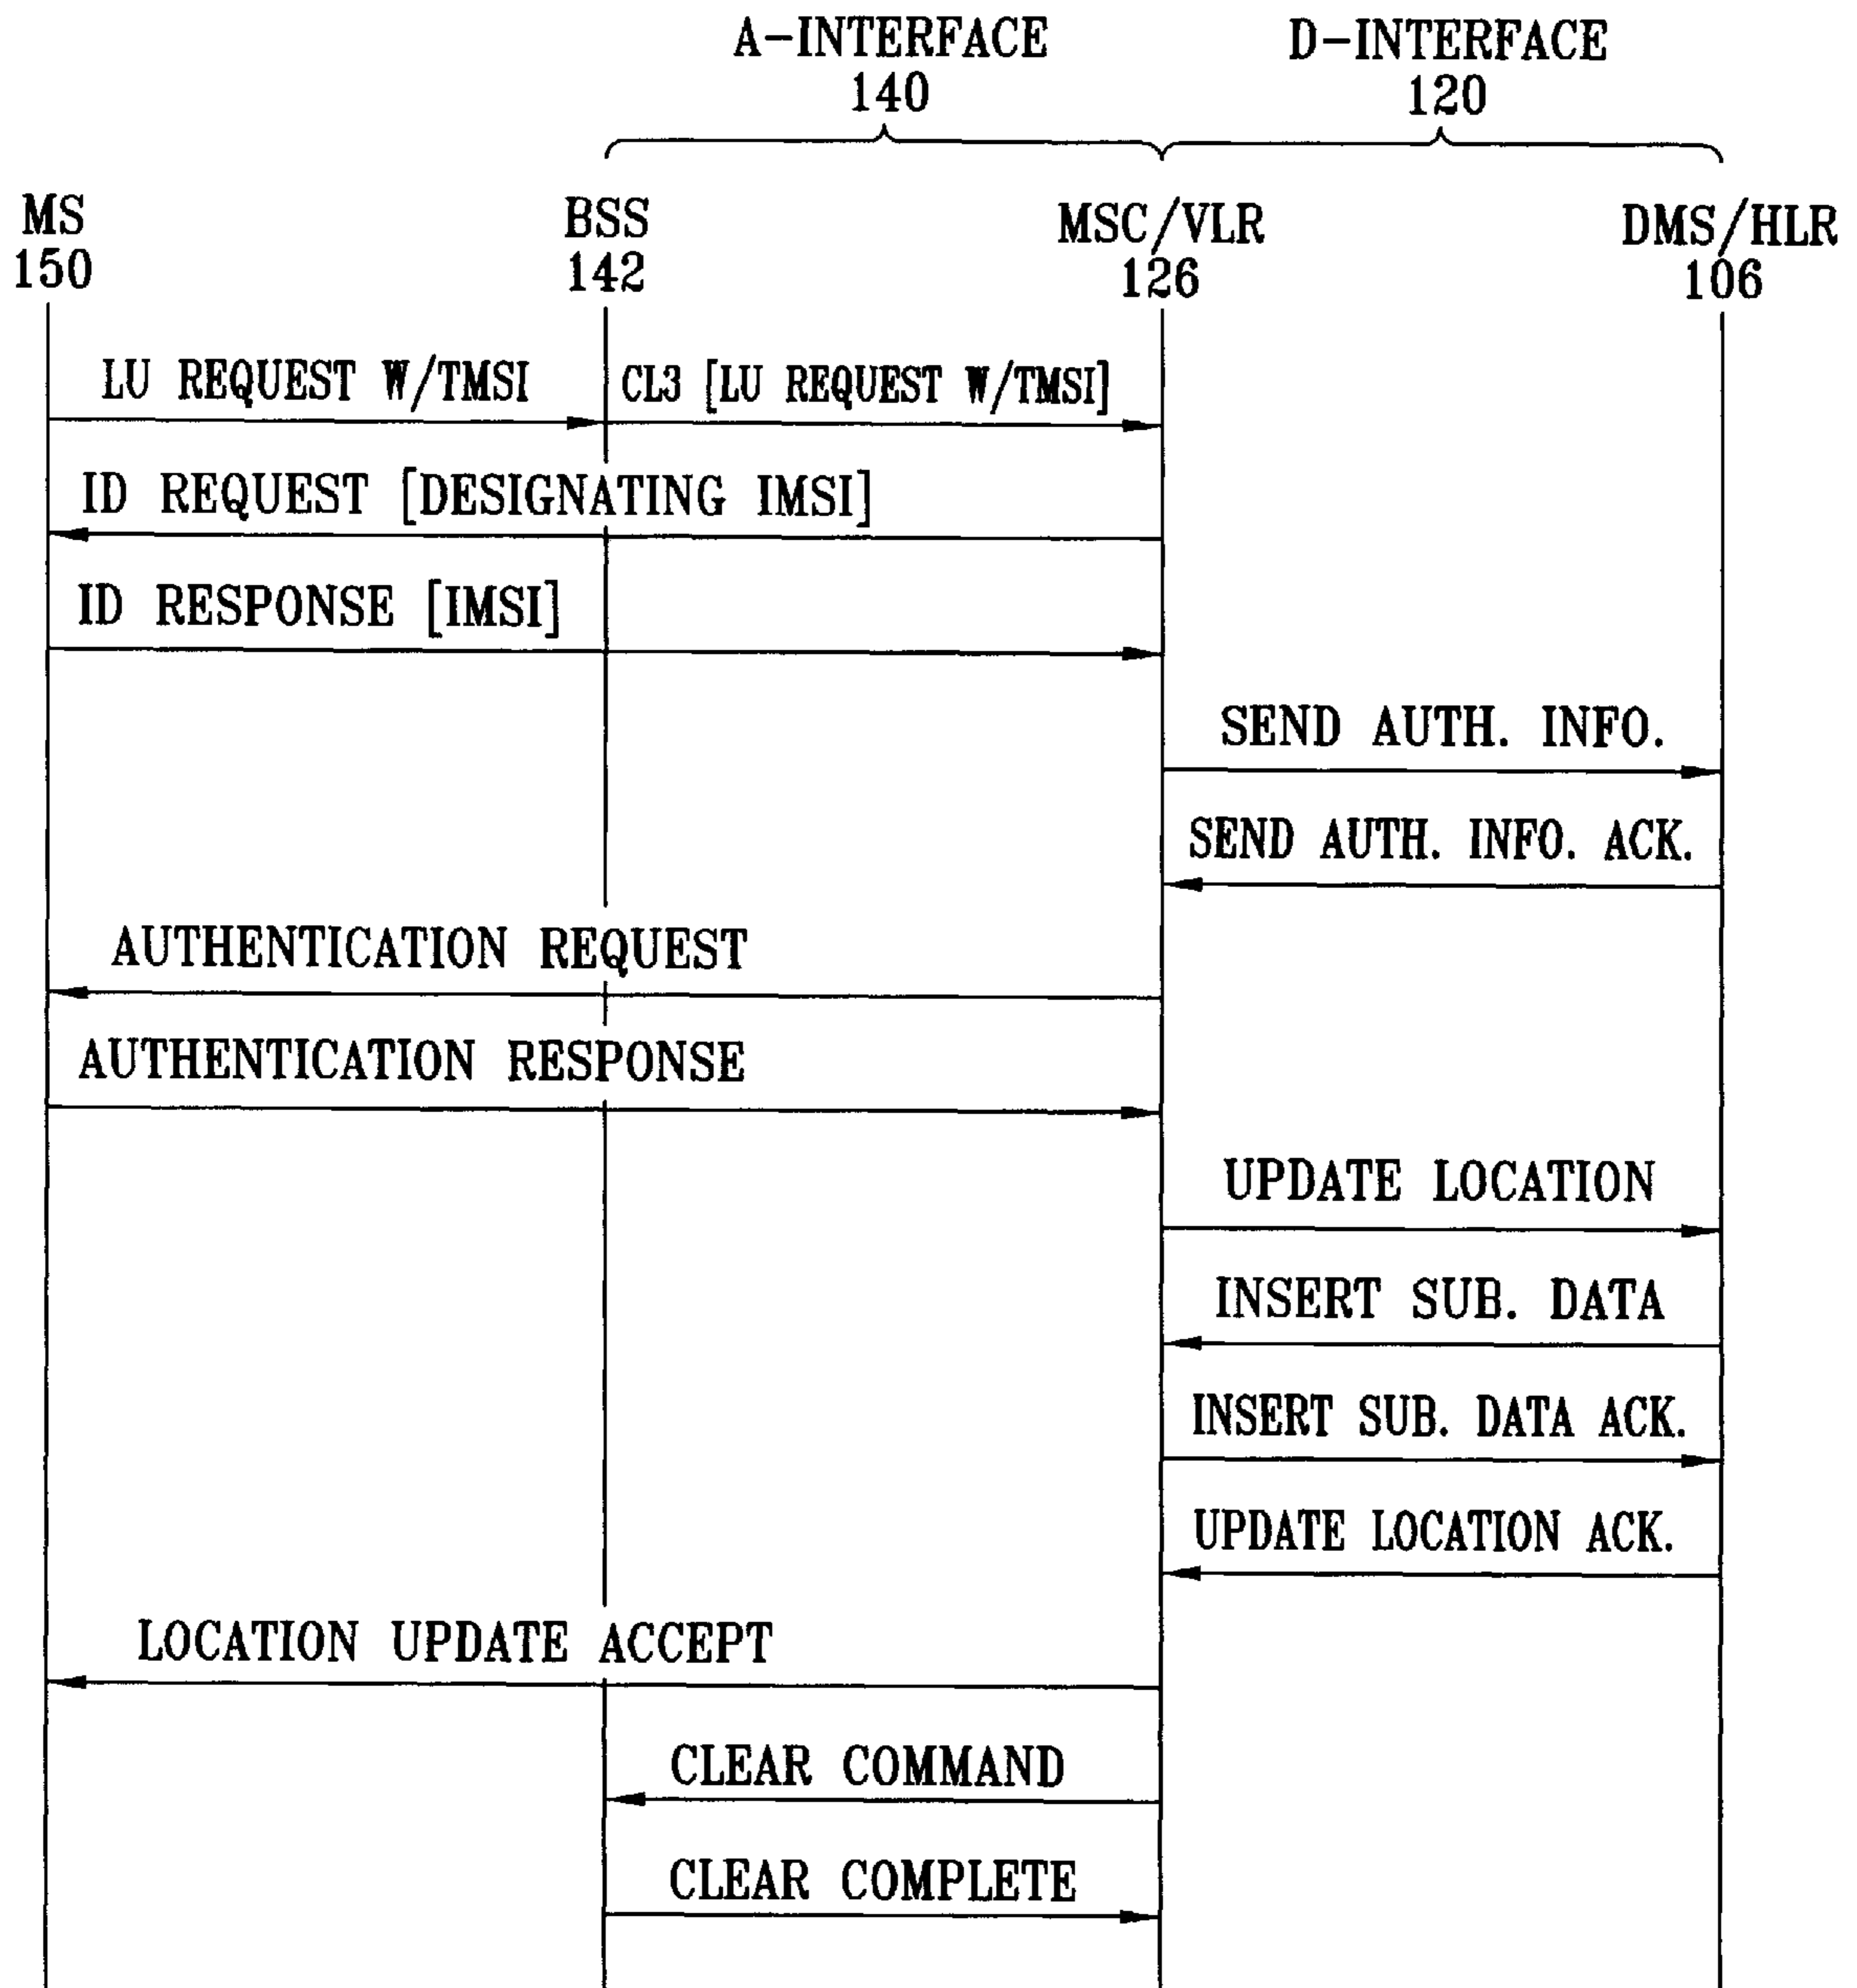 A-INTERFACE
140
D-INTERFACE
120
MS
150
BSS
142
MSC/VLR
126
DMS/HLR
106
LU REQUEST W/TMSI
CL3 [LU REQUEST W/TMSI]
ID REQUEST [DESIGNATING IMSI]
ID RESPONSE [IMSI]
SEND AUTH. INFO.
SEND AUTH. INFO. ACK.
AUTHENTICATION REQUEST
AUTHENTICATION RESPONSE
UPDATE LOCATION
INSERT SUB. DATA
INSERT SUB. DATA ACK.
UPDATE LOCATION ACK.
LOCATION UPDATE ACCEPT
CLEAR COMMAND
CLEAR COMPLETE